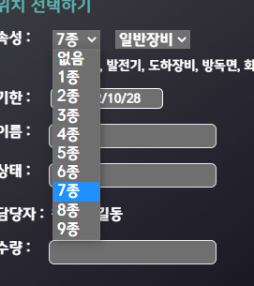 위치 선택하기
속성 : 7종 일반장비
없음
, 발전기, 도하장비, 방독면, 화
1종
기한 : 2종 /10/28
3종
이름 : 4종
5종
상태 : 6종
7종
담당자 : 8종 길동
9종
수량 :